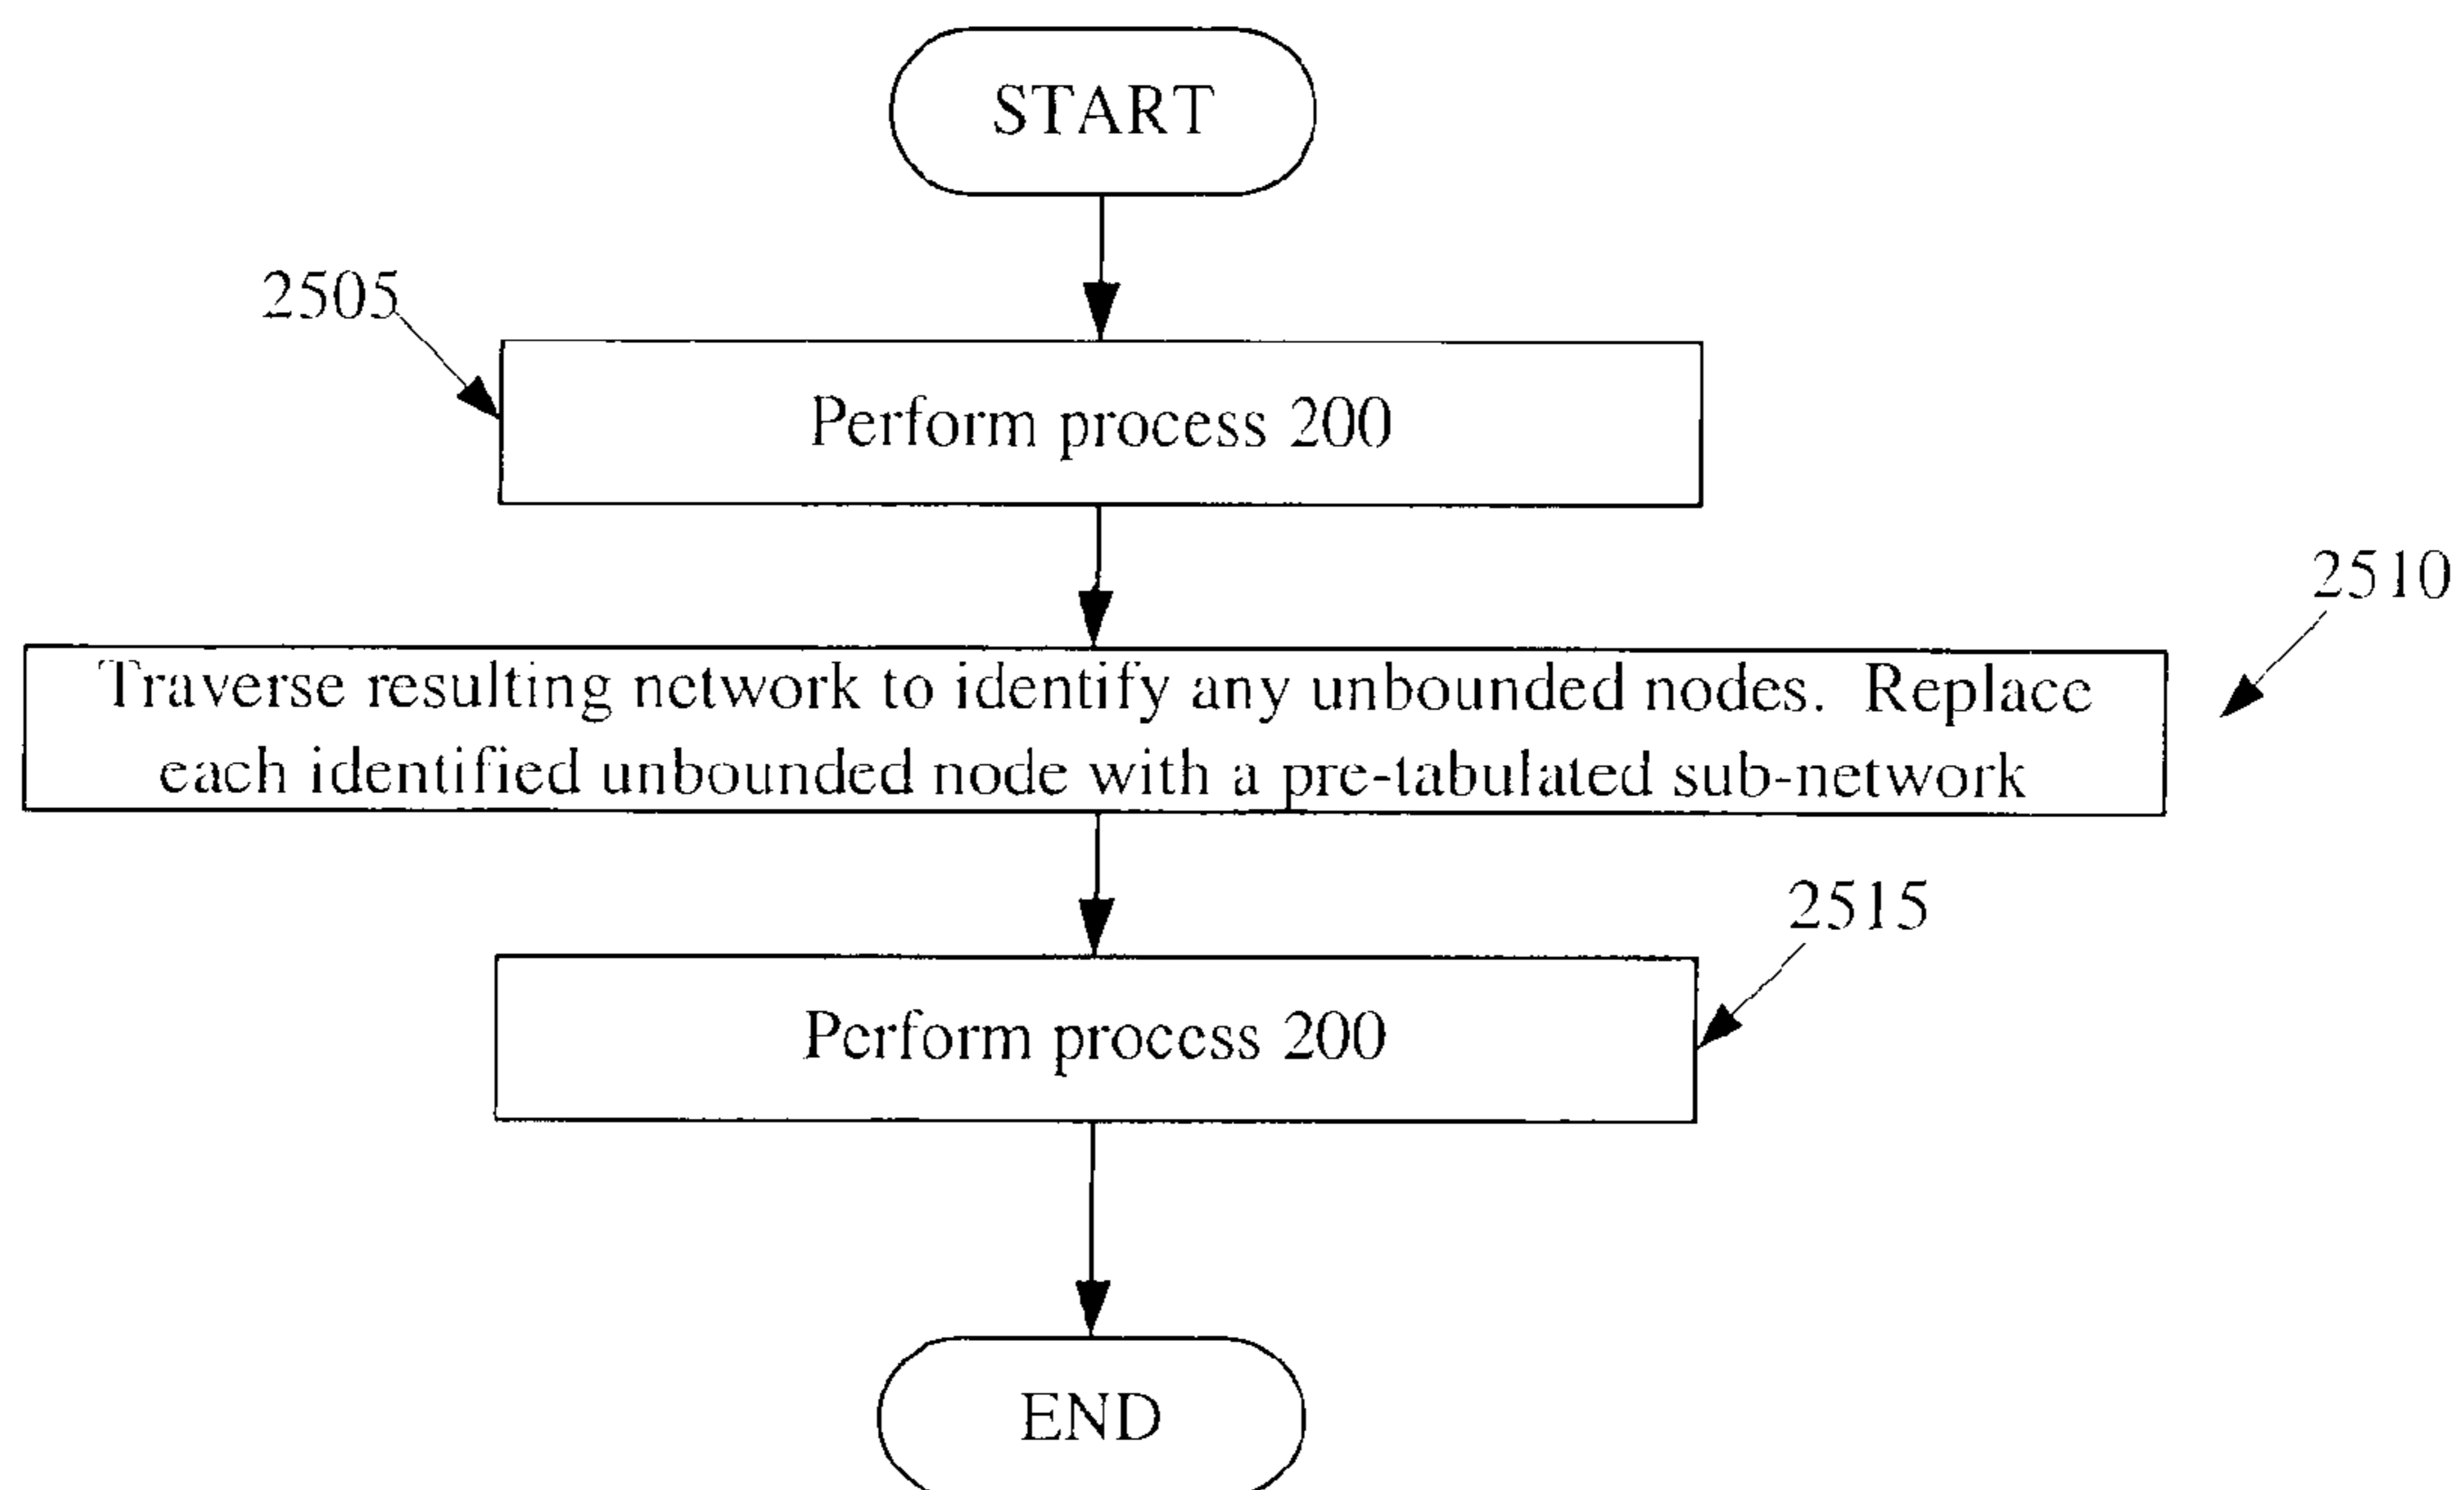 START
2505
Perform process 200
2510
Traverse resulting network to identify any unbounded nodes. Replace
each identified unbounded node with a pre-tabulated sub-network
2515
Perform process 200
END